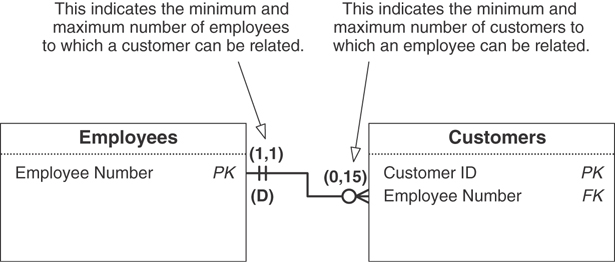 This indicates the minimum and
maximum number of employees
to which a customer can be related.
This indicates the minimum and
maximum number of customers to
which an employee can be related.
Employees
Employee Number PK
(1,1)
(D)
(0,15)
Customers
Customer ID PK
Employee Number FK